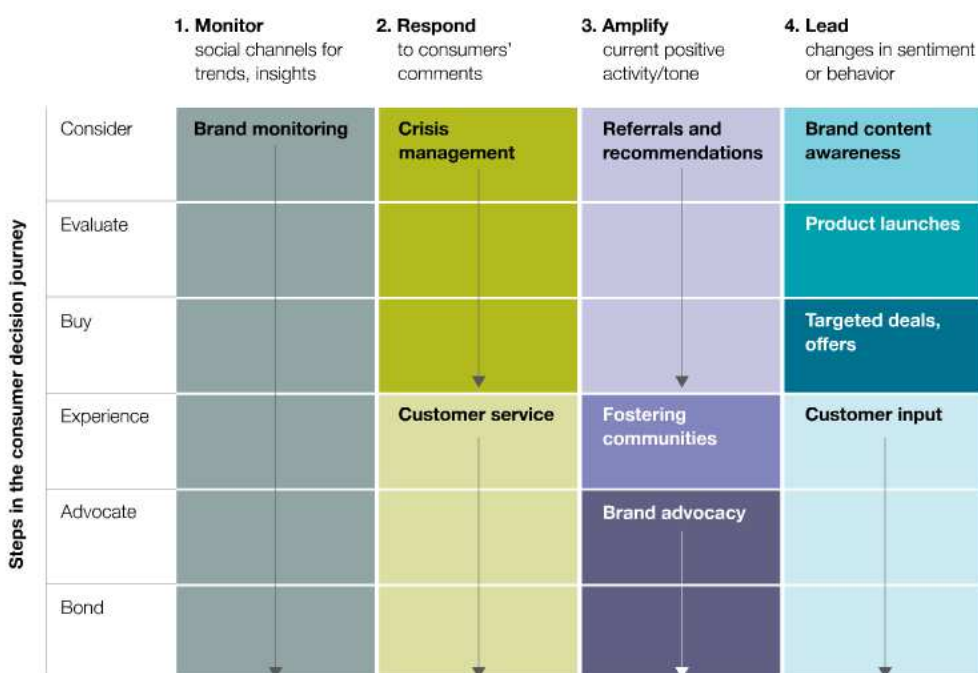 1. Monitor
social channels for
trends, insights
2. Respond
to consumers’
comments
3. Amplify
current positive
activity/tone
4. Lead
changes in sentiment
or behavior
Steps in the consumer decision journey
Consider
Brand monitoring
Crisis
management
Referrals and
recommendations
Brand content
awareness
Evaluate
Product launches
Buy
Targeted deals,
offers
Experience
Customer service
Fostering
communities
Customer input
Advocate
Brand advocacy
Bond